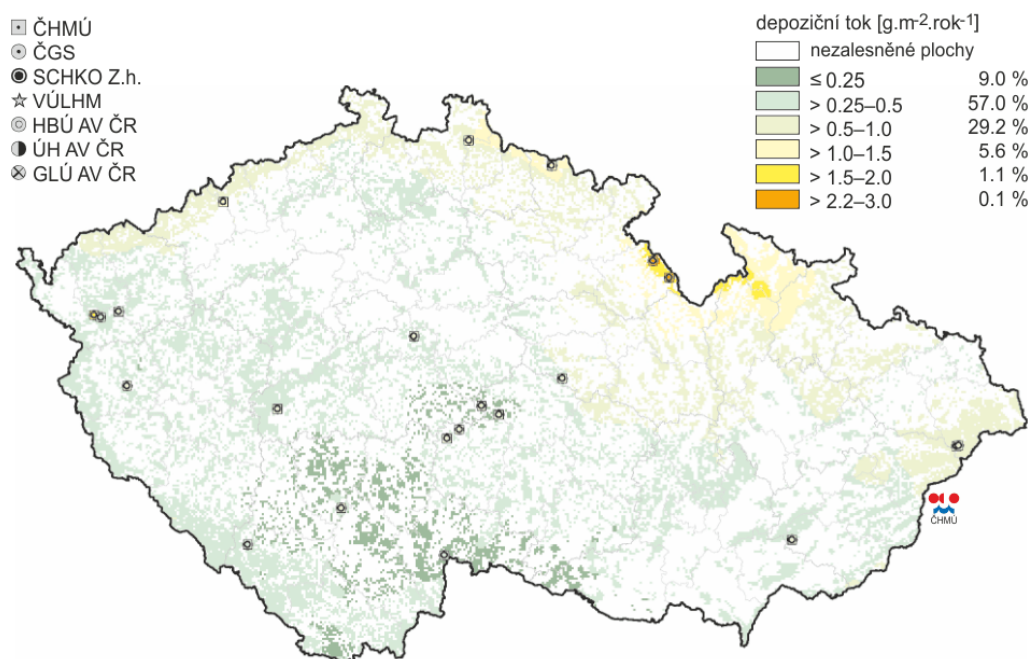 ČHMÚ
ČGS
SCHKO Z.h.
VÚLHM
HBÚ AV ČR
ÚH AV ČR
GLÚ AV ČR
depoziční tok [g.m-2.rok-1]
nezalesněné plochy
≤ 0.25 9.0 %
> 0.25–0.5 57.0 %
> 0.5–1.0 29.2 %
> 1.0–1.5 5.6 %
> 1.5–2.0 1.1 %
> 2.2–3.0 0.1 %
ČHMÚ